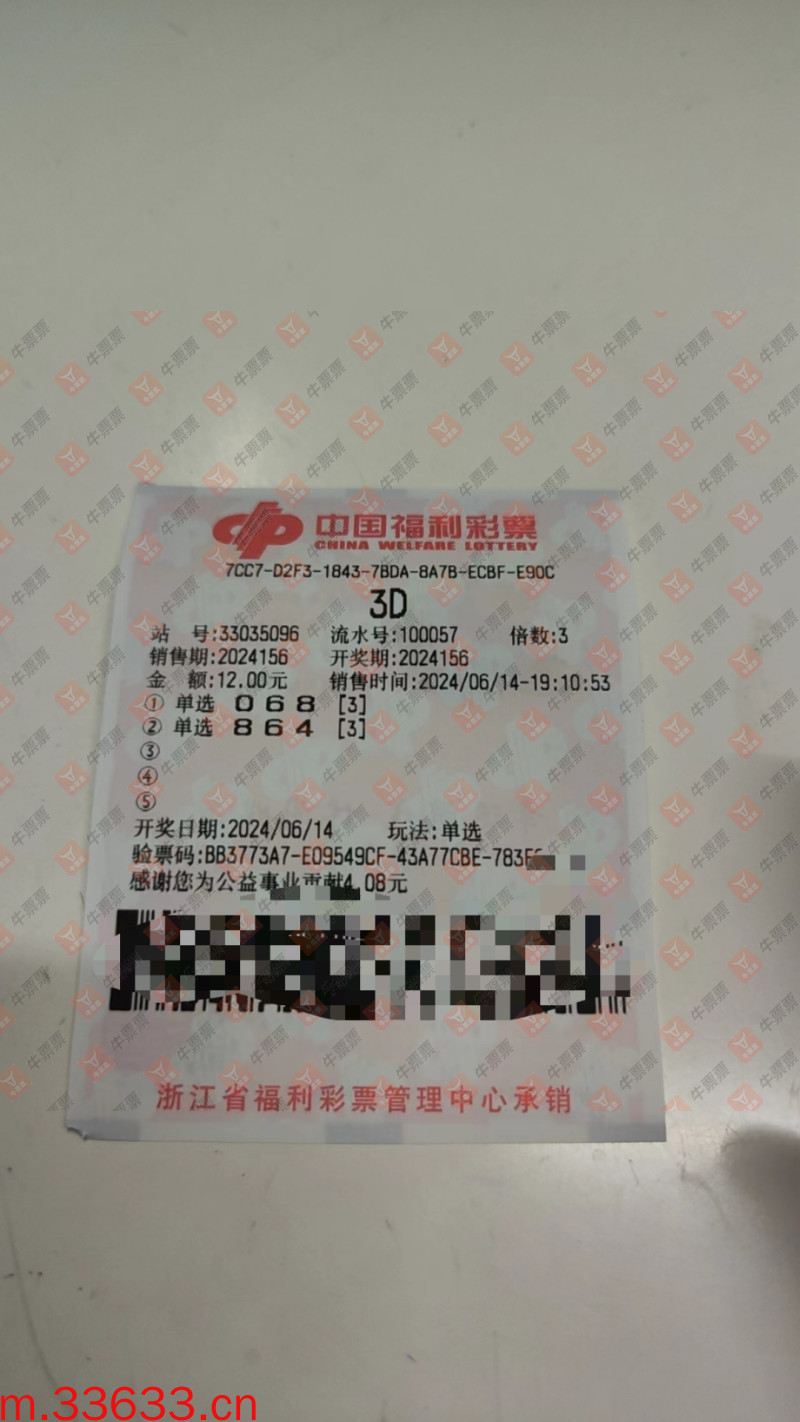 中国福利彩票
CHINA WELFARE LOTTERY
7CC7-D2F3-1843-7BDA-8A7B-ECBF-E90C
3D
站 号:33035096 流水号:100057 倍数:3
销售期:2024156 开奖期:2024156
金 额:12.00元 销售时间:2024/06/14-19:10:53
① 单选 0 6 8 [3]
② 单选 8 6 4 [3]
③
④
⑤
开奖日期:2024/06/14 玩法:单选
验票码:BB3773A7-E09549CF-43A77CBE-783E
感谢您为公益事业贡献4.08元
浙江省福利彩票管理中心承销
牛票票
m.33633.cn